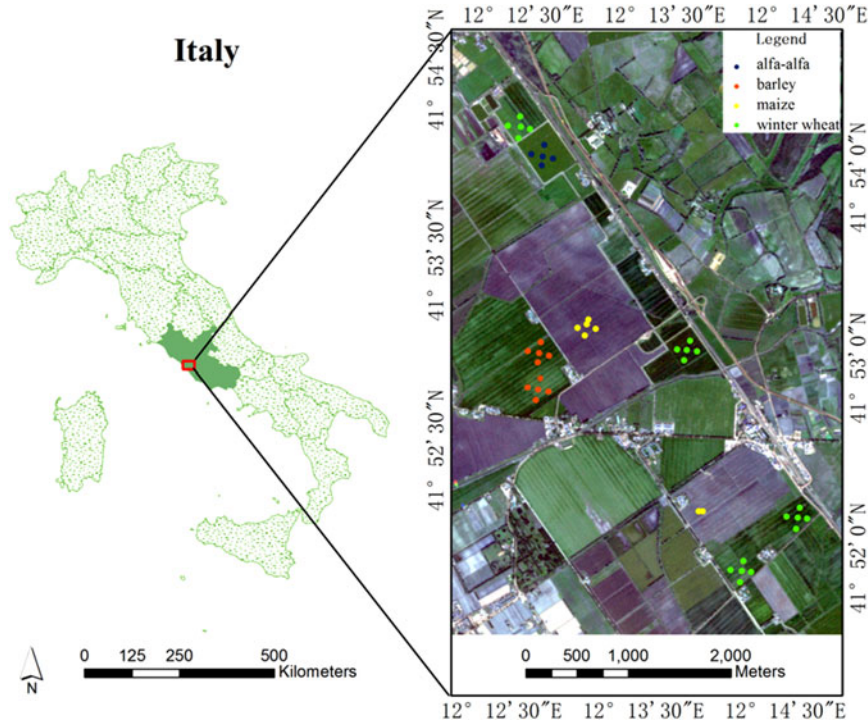 Italy
12° 12' 30″E 12° 13' 30″E 12° 14' 30″E
Legend
alfa-alfa
barley
maize
winter wheat
41° 54' 30″N
41° 53' 30″N
41° 52' 30″N
41° 54' 0″N
41° 53' 0″N
41° 52' 0″N
N
0 125 250 500
Kilometers
0 500 1,000 2,000
Meters
12° 12' 30″E 12° 13' 30″E 12° 14' 30″E